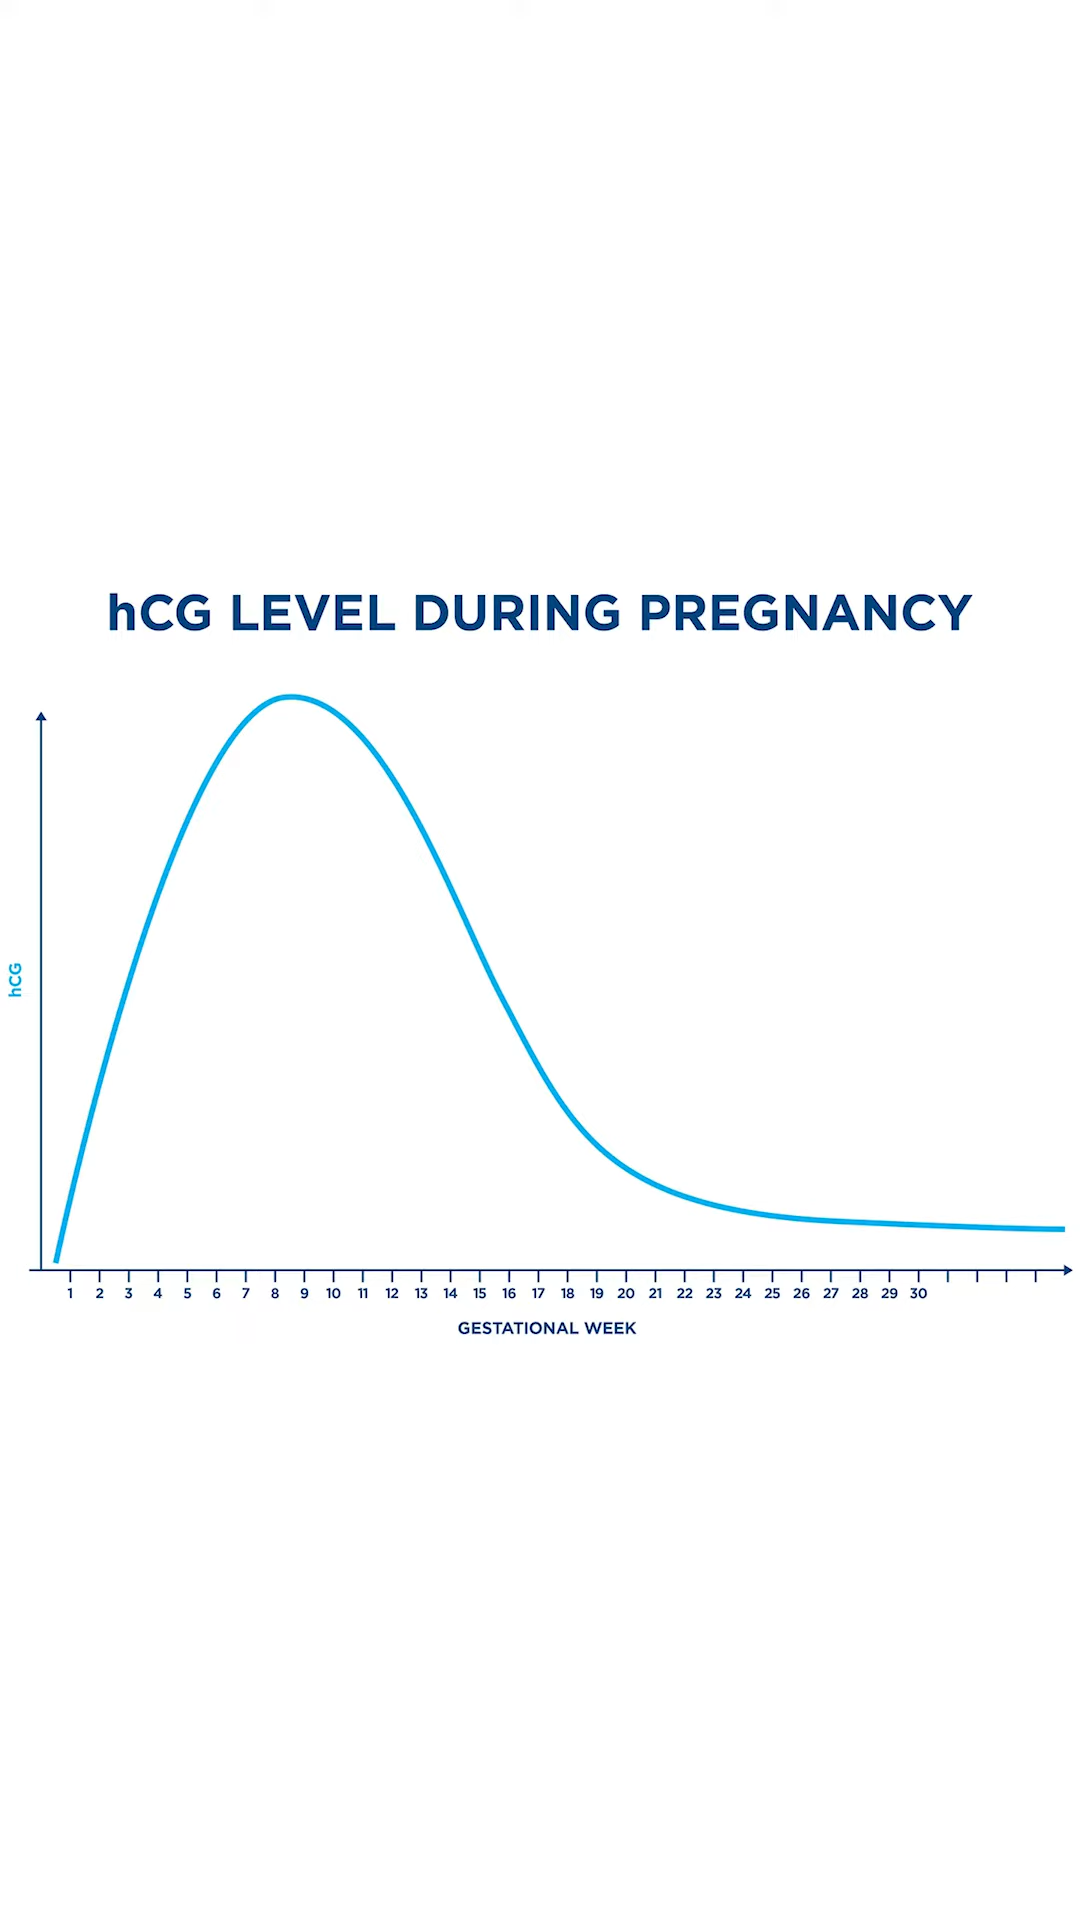 hCG LEVEL DURING PREGNANCY
hCG
1 2 3 4 5 6 7 8 9 10 11 12 13 14 15 16 17 18 19 20 21 22 23 24 25 26 27 28 29 30
GESTATIONAL WEEK